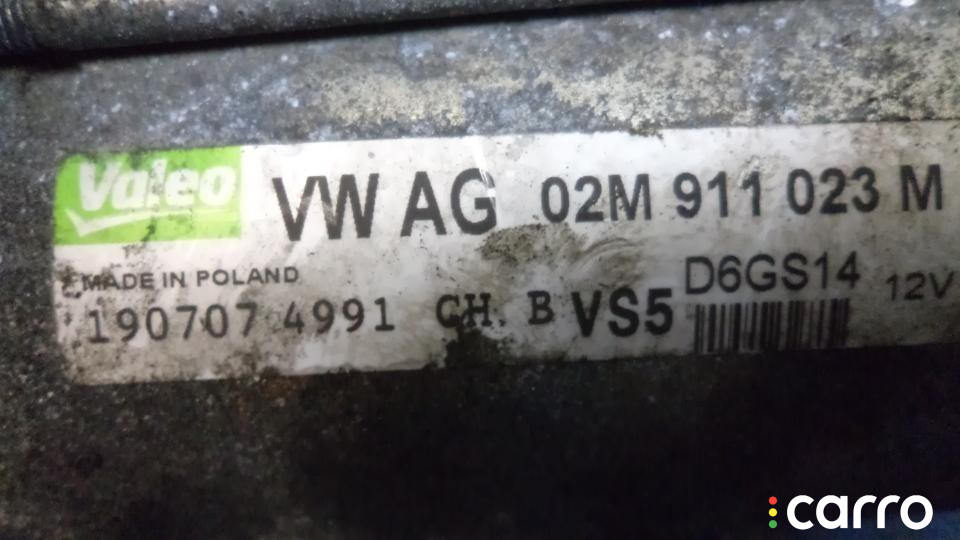 Valeo VW AG 02M 911 023 M
MADE IN POLAND D6GS14 12V
190707 4991 CH. B VS5
carro